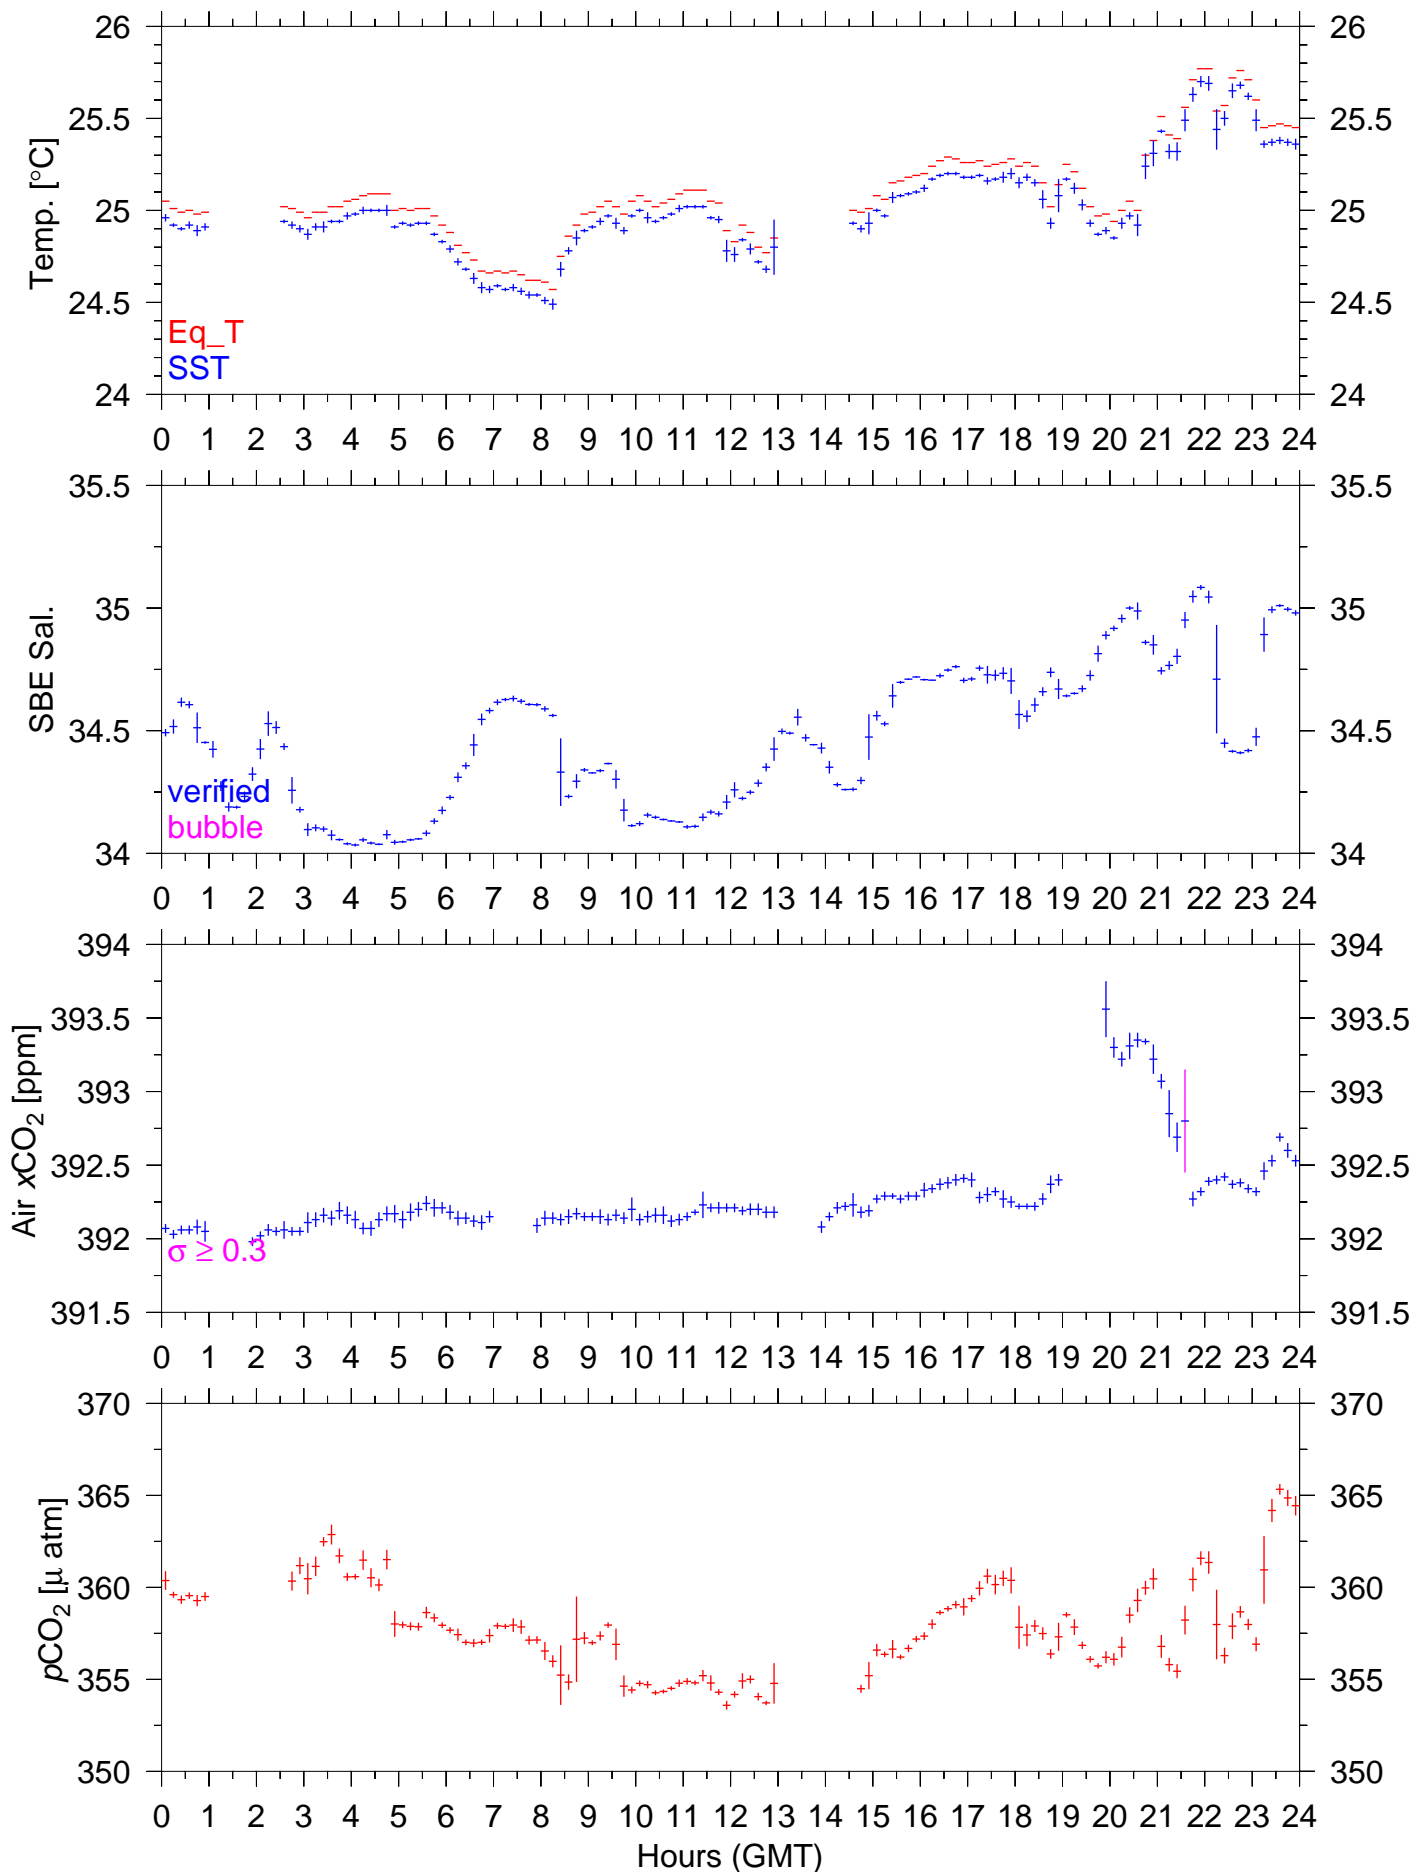 26 26
25.5 25.5
25 25
24.5 24.5
24 24
Temp. [°C]
Eq_T
SST
0 1 2 3 4 5 6 7 8 9 10 11 12 13 14 15 16 17 18 19 20 21 22 23 24
35.5 35.5
35 35
34.5 34.5
34 34
SBE Sal.
verified
bubble
0 1 2 3 4 5 6 7 8 9 10 11 12 13 14 15 16 17 18 19 20 21 22 23 24
394 394
393.5 393.5
393 393
392.5 392.5
392 392
391.5 391.5
Air xCO₂ [ppm]
σ ≥ 0.3
0 1 2 3 4 5 6 7 8 9 10 11 12 13 14 15 16 17 18 19 20 21 22 23 24
370 370
365 365
360 360
355 355
350 350
pCO₂ [μ atm]
0 1 2 3 4 5 6 7 8 9 10 11 12 13 14 15 16 17 18 19 20 21 22 23 24
Hours (GMT)